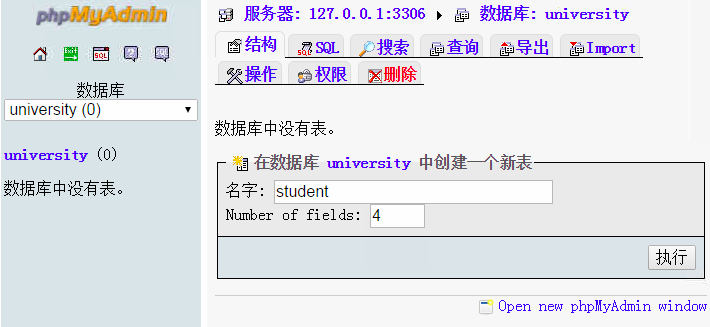 phpMyAdmin
数据库
university (0)
university (0)
数据库中没有表。
服务器: 127.0.0.1:3306 ▸ 数据库: university
结构 SQL 搜索 查询 导出 Import
操作 权限 删除
数据库中没有表。
在数据库 university 中创建一个新表
名字: student
Number of fields: 4
执行
Open new phpMyAdmin window